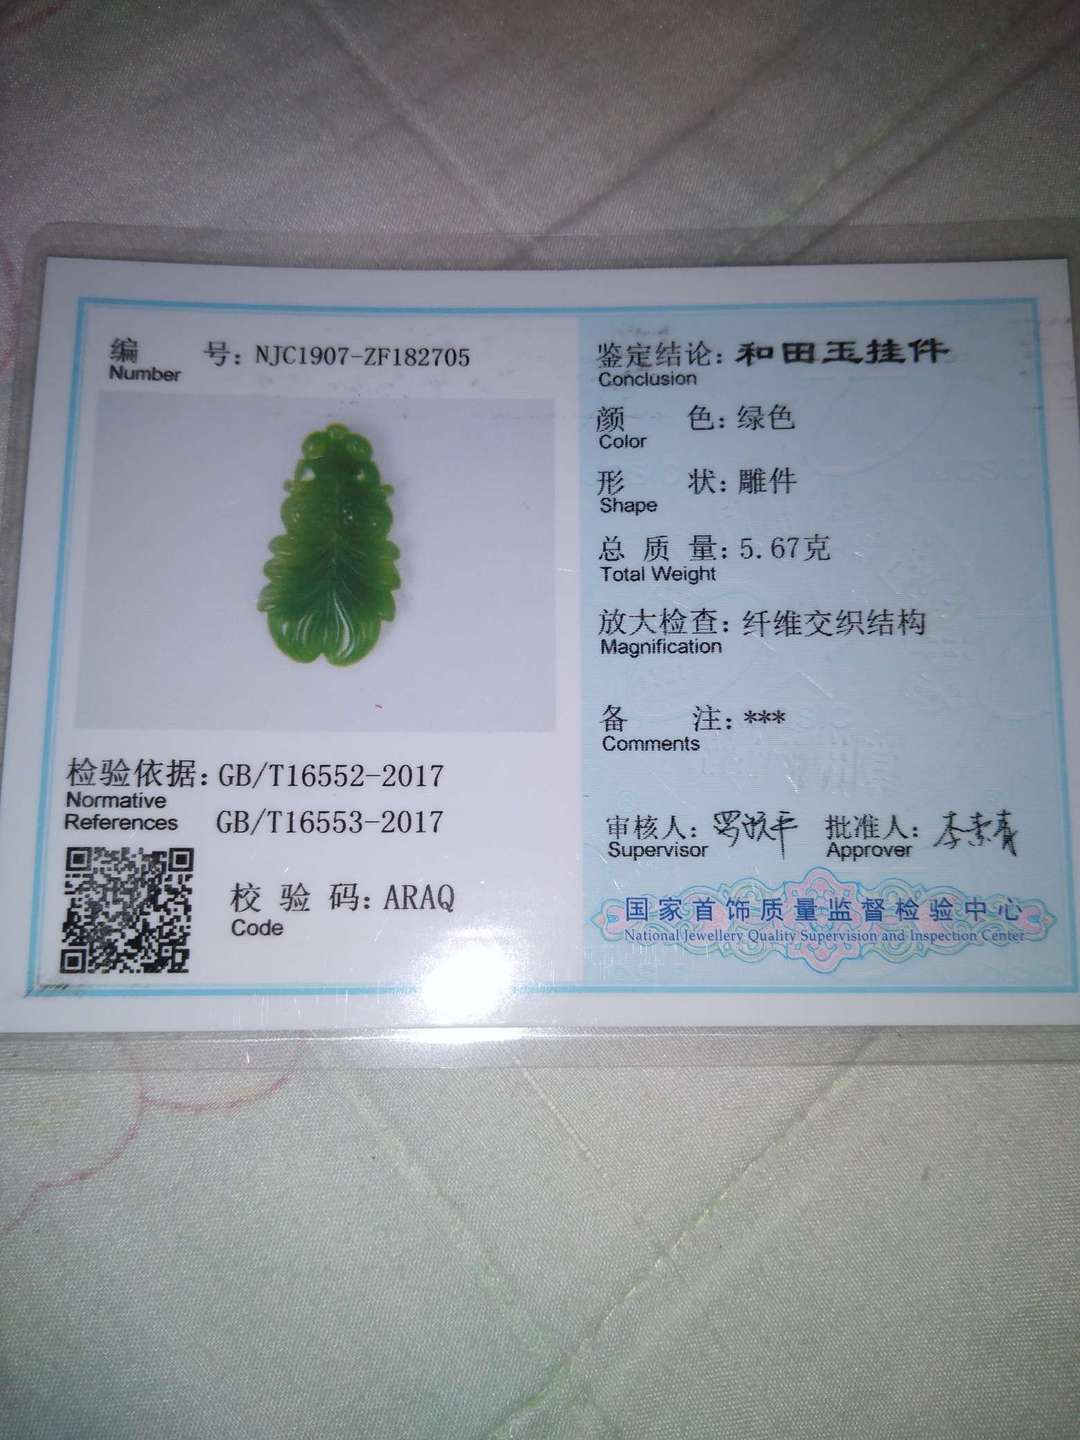 编 号: NJC1907-ZF182705
Number
检验依据: GB/T16552-2017
Normative
References GB/T16553-2017
校 验 码: ARAQ
Code
鉴定结论: 和田玉挂件
Conclusion
颜 色: 绿色
Color
形 状: 雕件
Shape
总 质 量: 5.67克
Total Weight
放大检查: 纤维交织结构
Magnification
备 注: ***
Comments
审核人: 批准人: 李素青
Supervisor Approver
国家首饰质量监督检验中心
National Jewellery Quality Supervision and Inspection Center